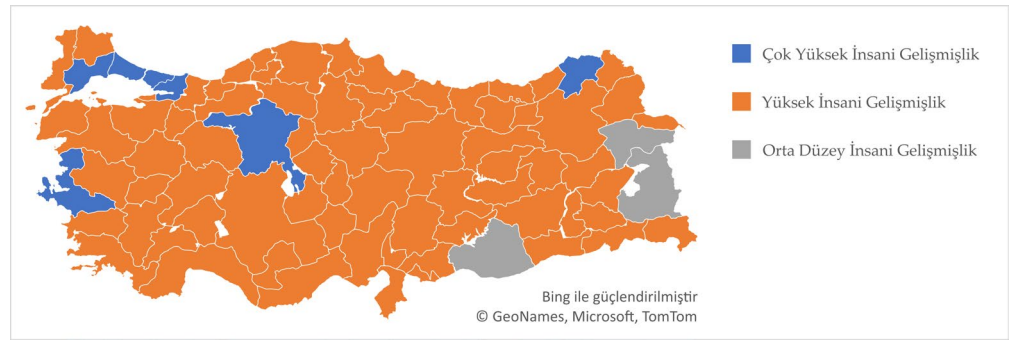 Çok Yüksek İnsani Gelişmişlik
Yüksek İnsani Gelişmişlik
Orta Düzey İnsani Gelişmişlik
Bing ile güçlendirilmiştir
© GeoNames, Microsoft, TomTom